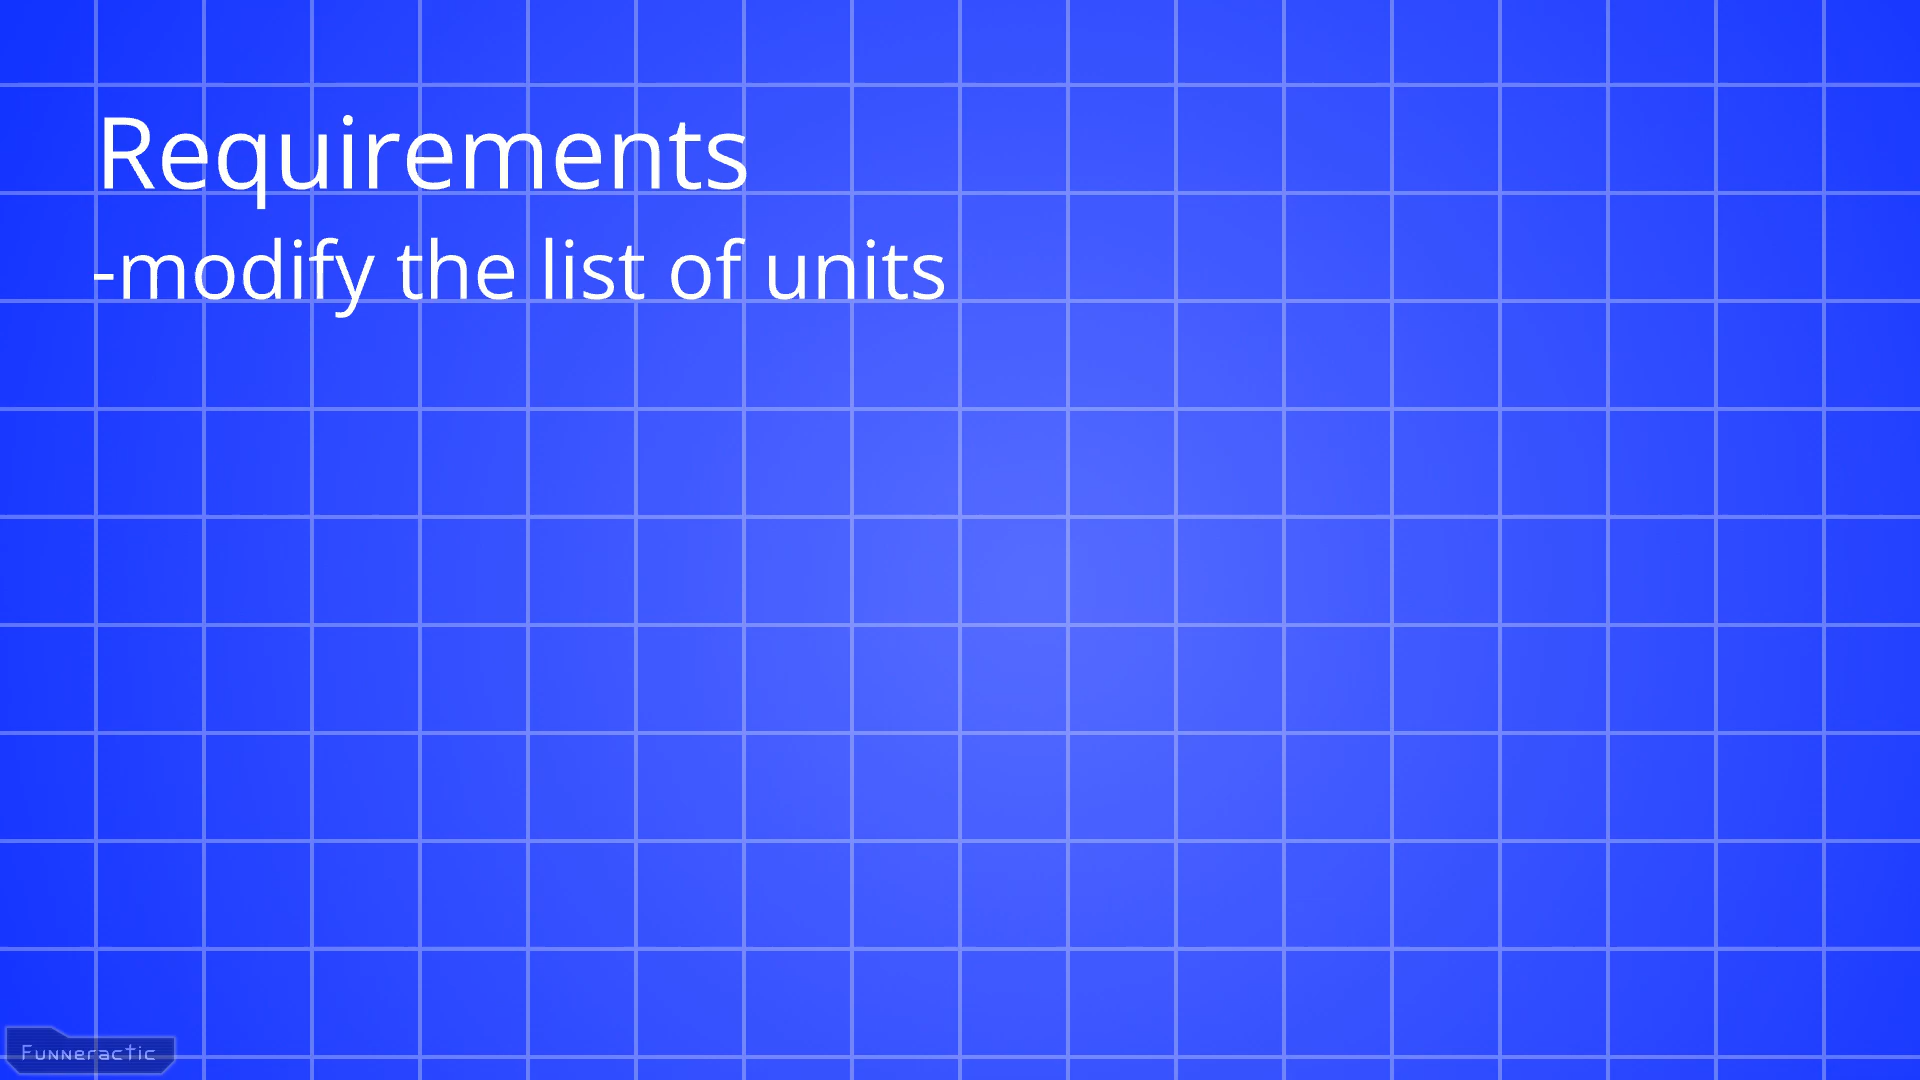 Requirements
-modify the list of units
Funneractic